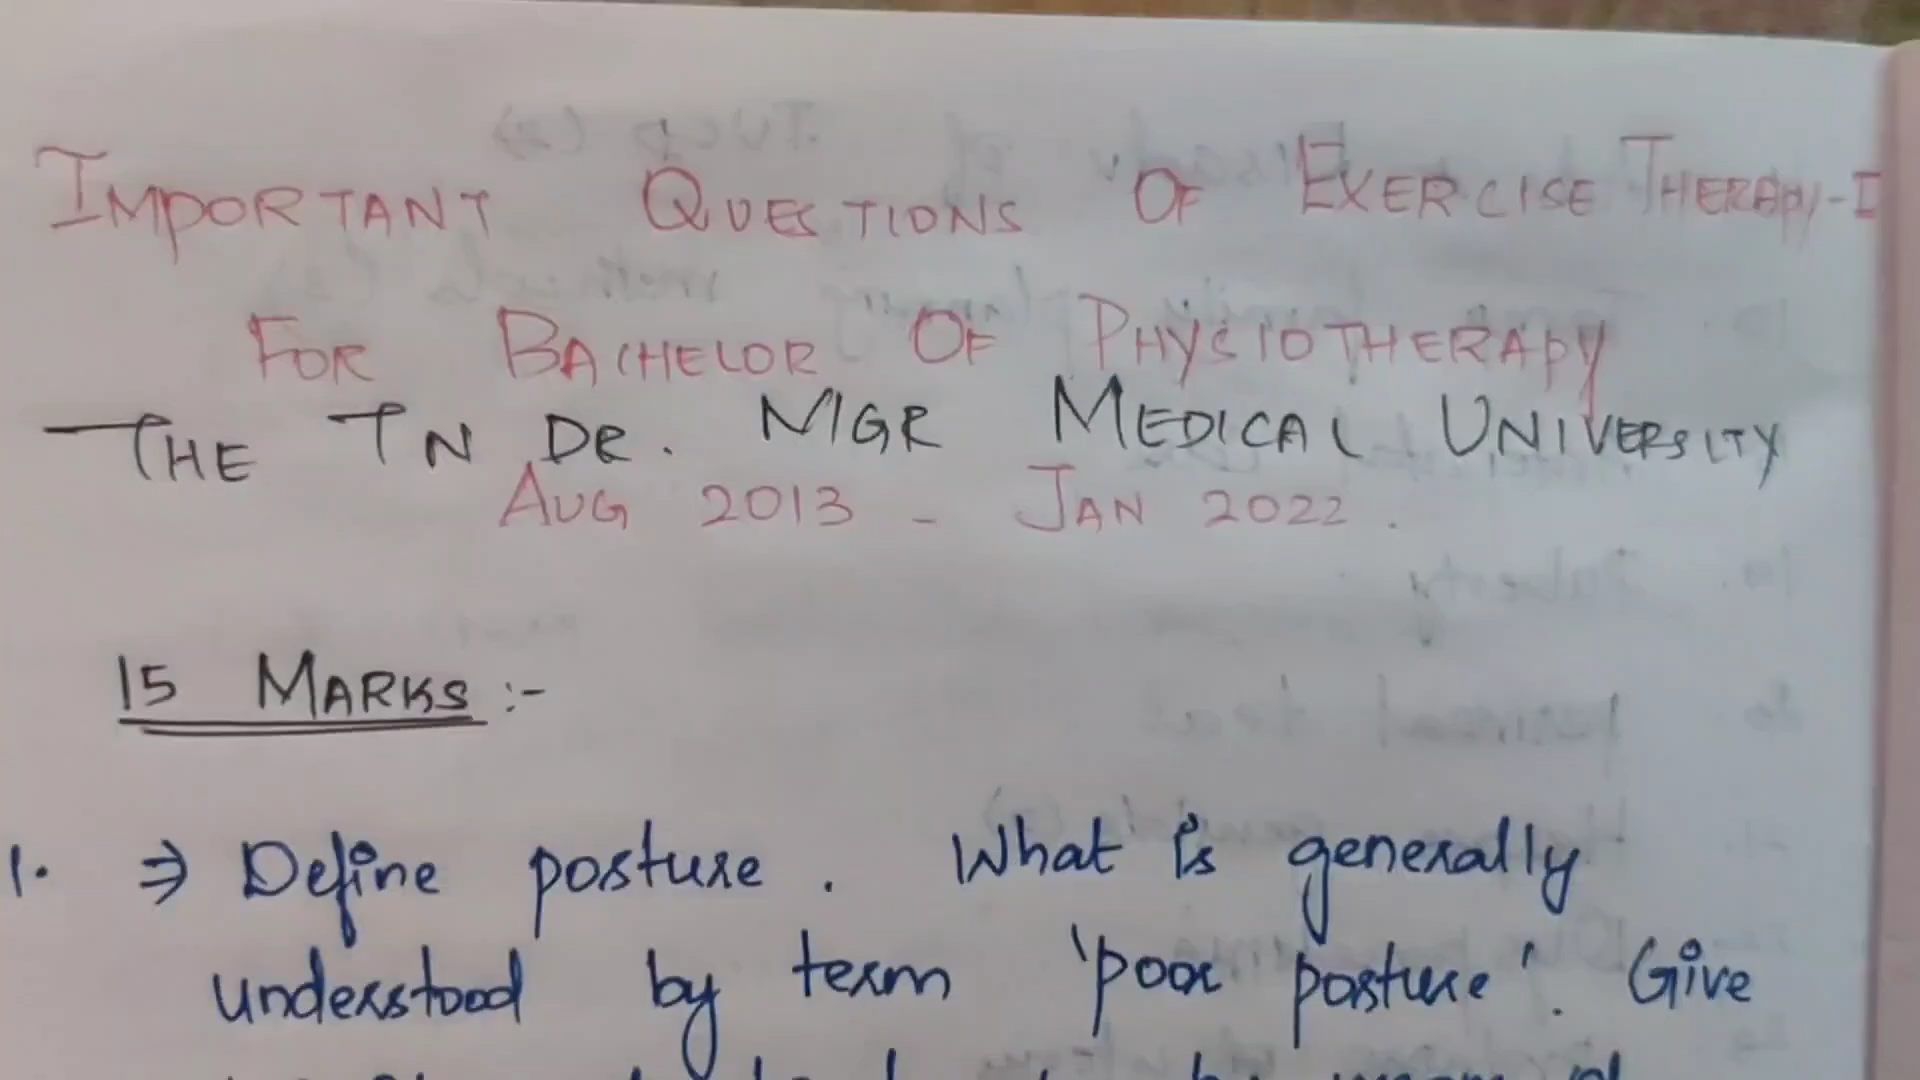 IMPORTANT QUESTIONS OF EXERCISE THERAPY-I
FOR BACHELOR OF PHYSIOTHERAPY
THE TN DR. MGR MEDICAL UNIVERSITY
AUG 2013 - JAN 2022.
15 MARKS :-
1. ⇒ Define posture. What is generally
understood by term 'poor posture'. Give